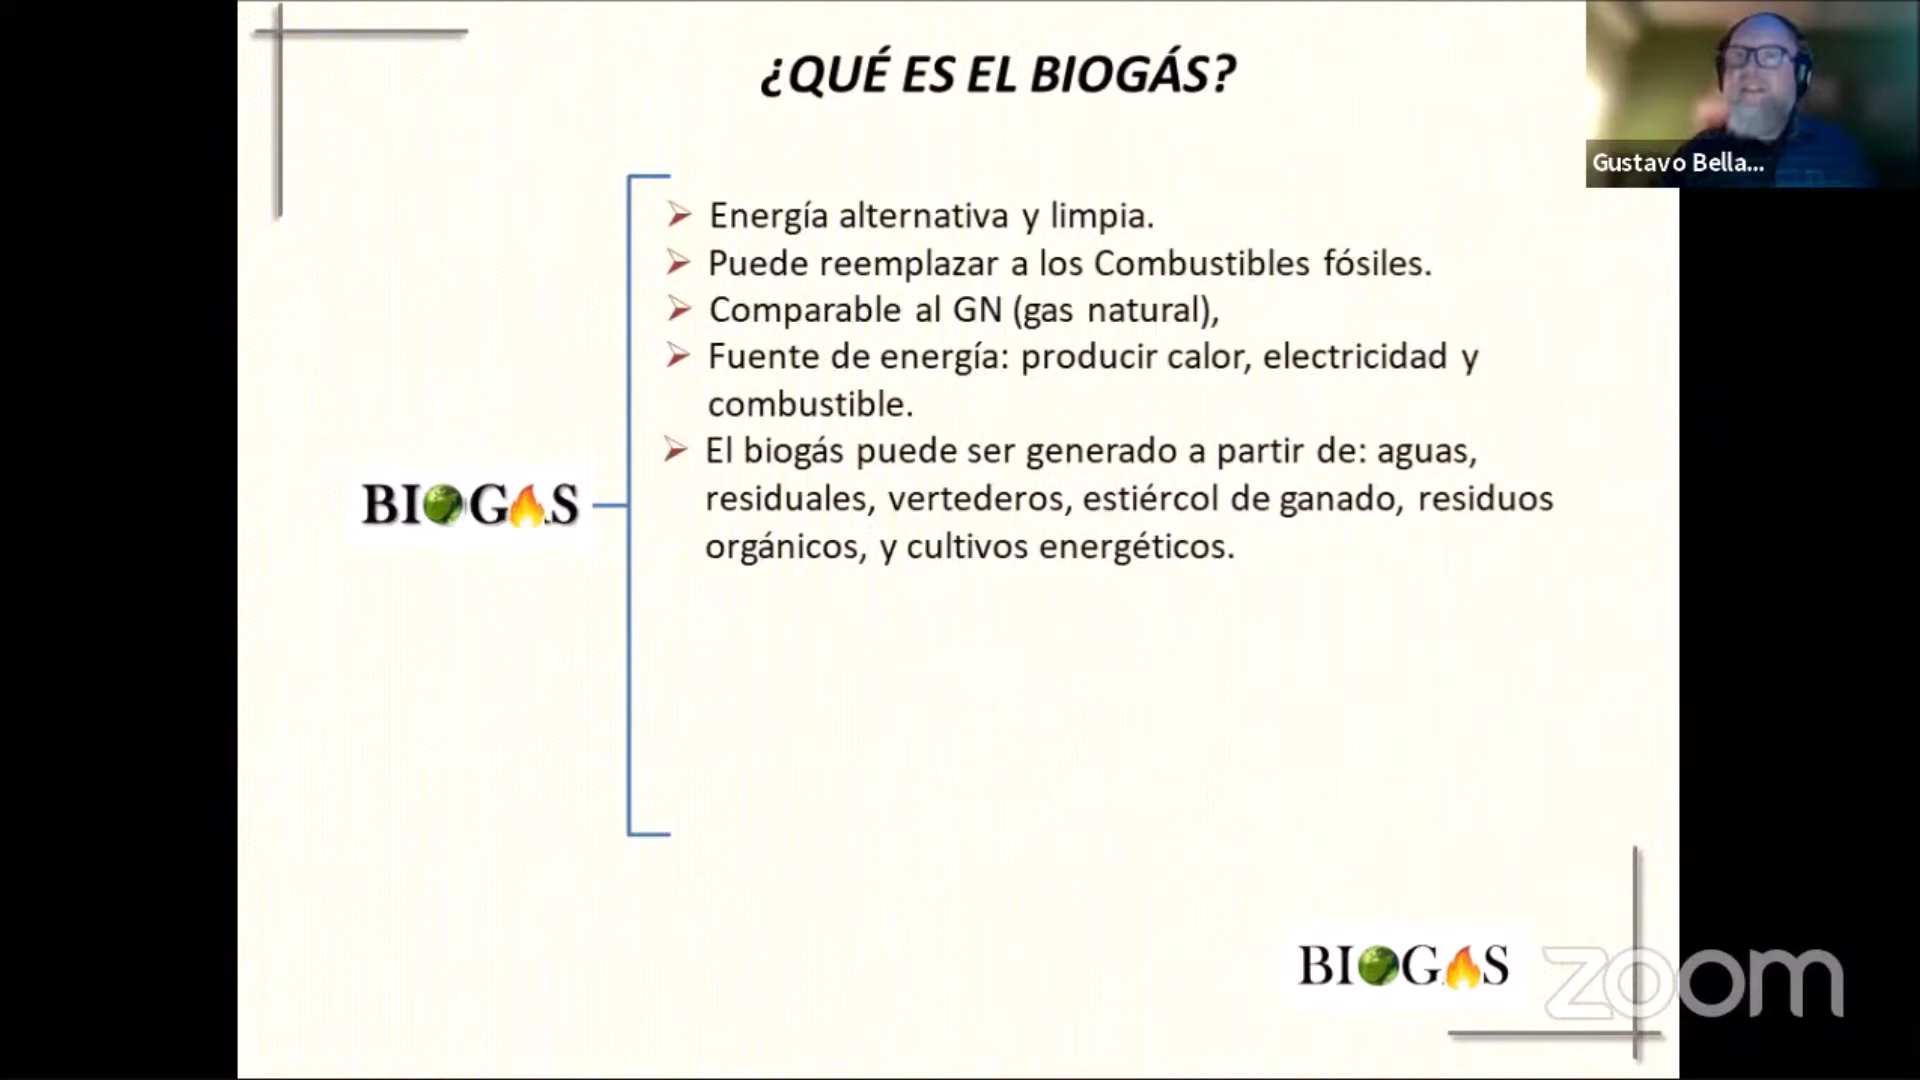 ¿QUÉ ES EL BIOGÁS?
Gustavo Bella...
Energía alternativa y limpia.
Puede reemplazar a los Combustibles fósiles.
Comparable al GN (gas natural),
Fuente de energía: producir calor, electricidad y
combustible.
El biogás puede ser generado a partir de: aguas,
residuales, vertederos, estiércol de ganado, residuos
orgánicos, y cultivos energéticos.
BIOGAS
BIOGAS
zoom